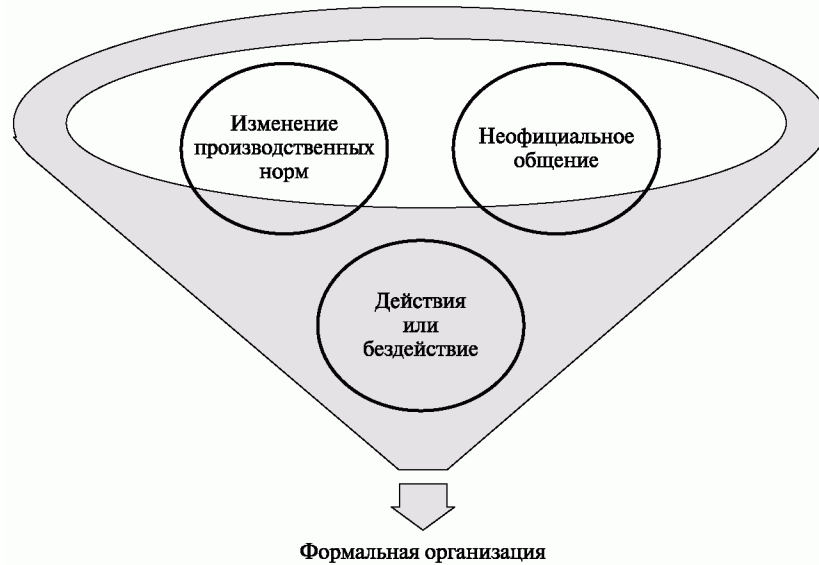 Изменение
производственных
норм
Неофициальное
общение
Действия
или
бездействие
Формальная организация